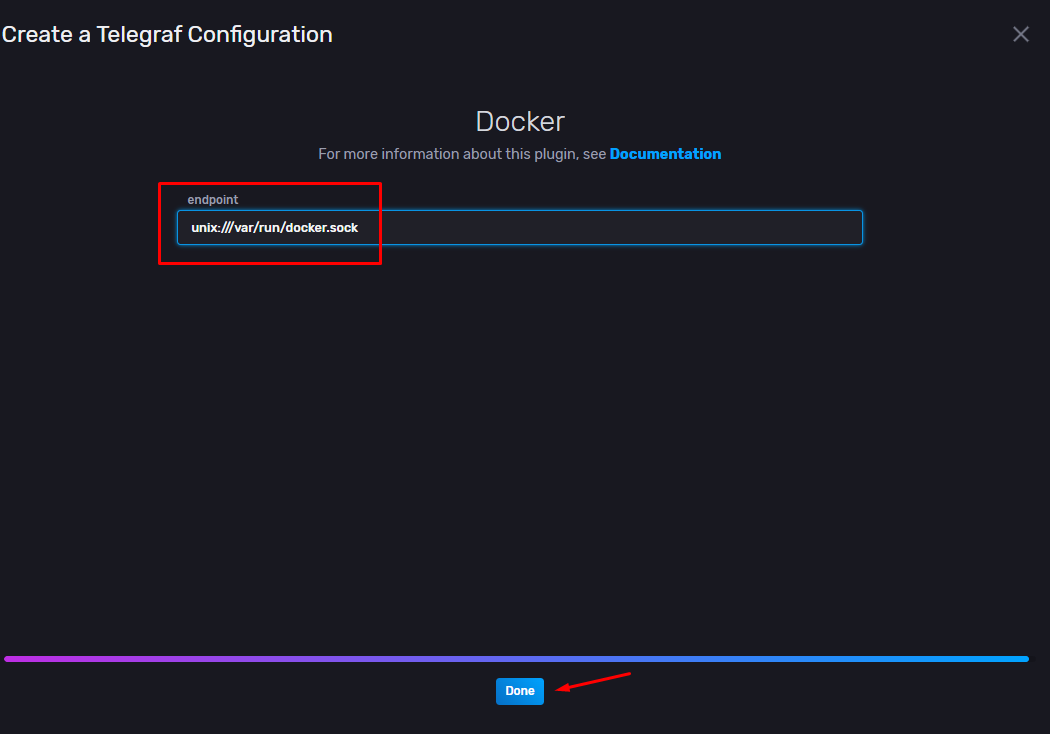 Create a Telegraf Configuration
Docker
For more information about this plugin, see Documentation
endpoint
unix:///var/run/docker.sock
Done